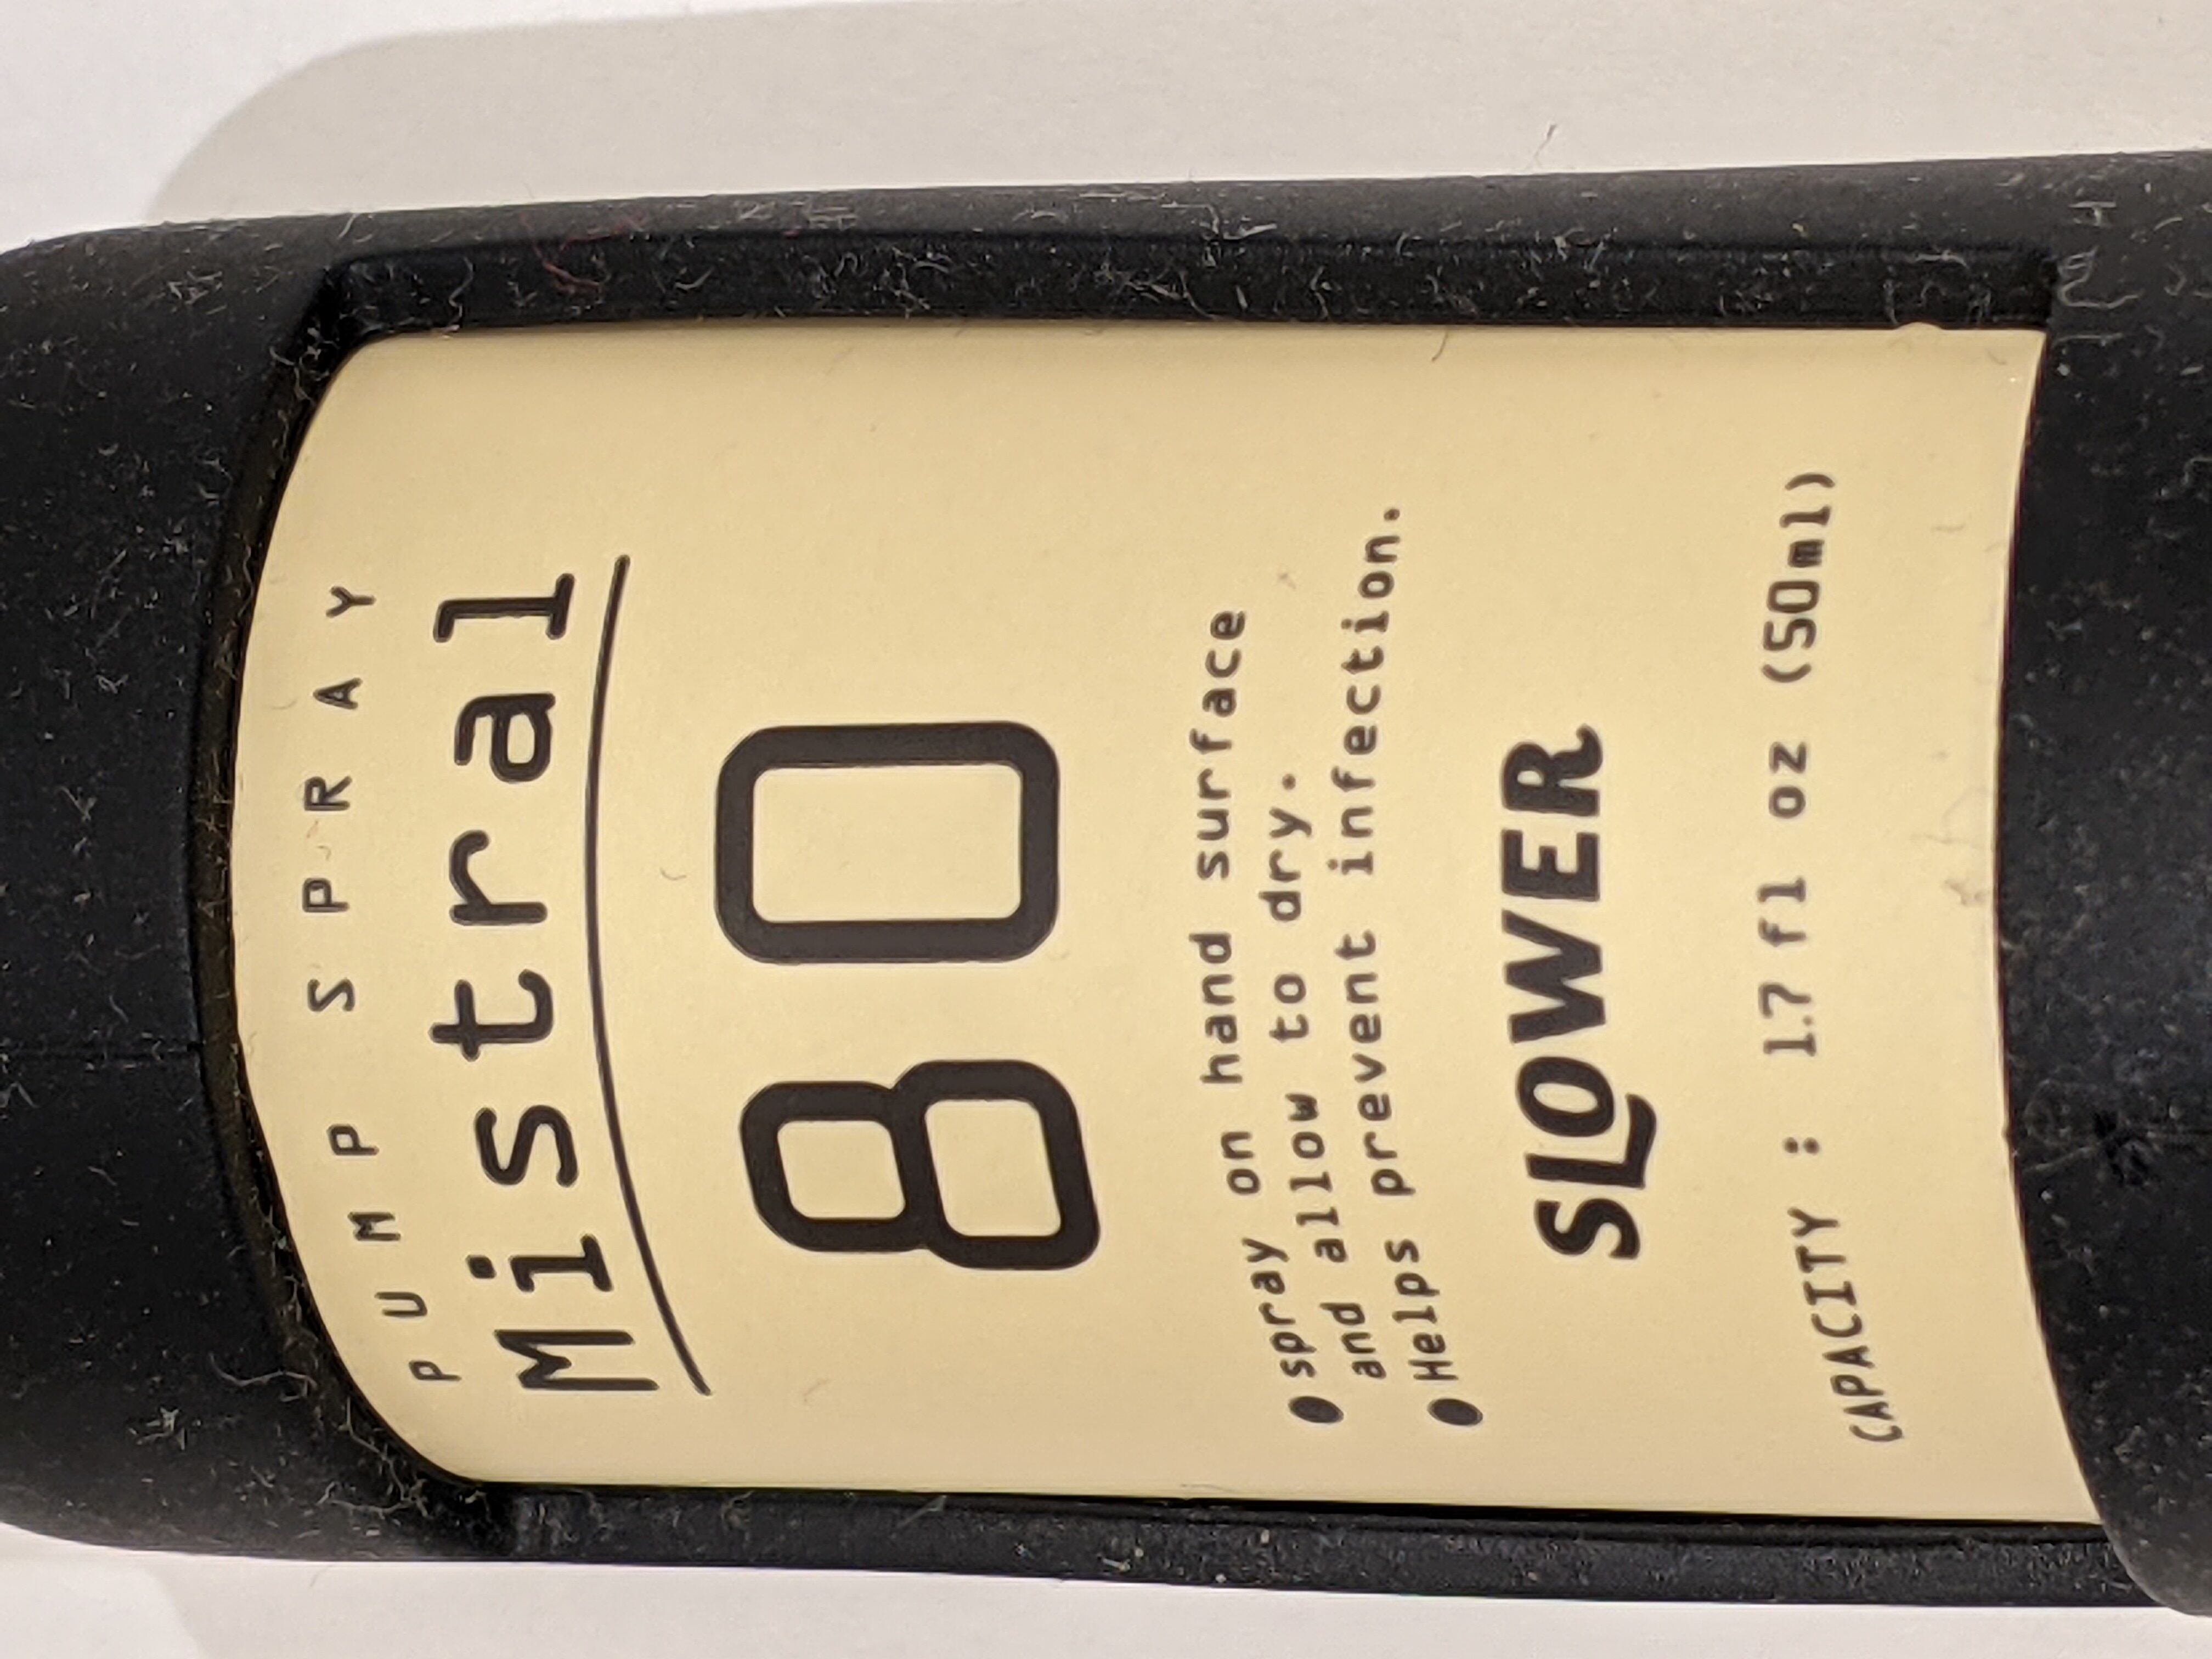 PUMP SPRAY
Mistral
80
● spray on hand surface
and allow to dry.
● Helps prevent infection.
SLOWER
CAPACITY : 1.7 fl oz (50ml)